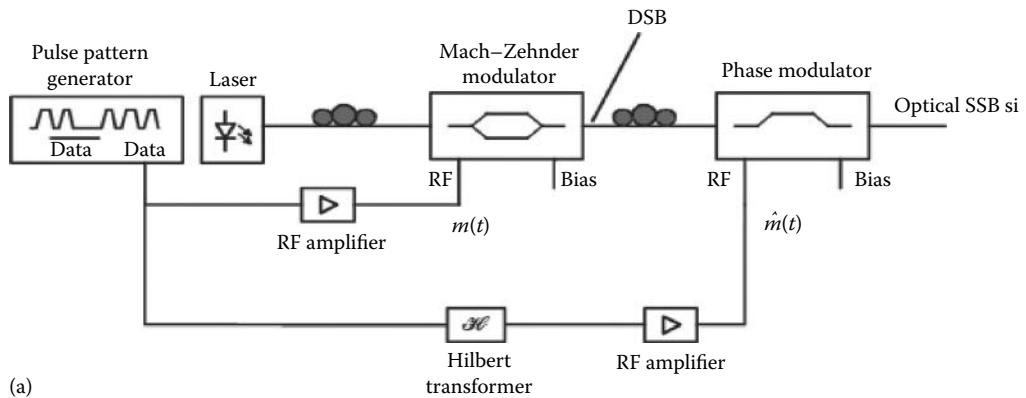 DSB
Pulse pattern
generator
Laser
Mach–Zehnder
modulator
Phase modulator
Optical SSB si
Data
Data
RF
Bias
RF
Bias
RF amplifier
m(t)
m̂(t)
ℋ
Hilbert
transformer
RF amplifier
(a)